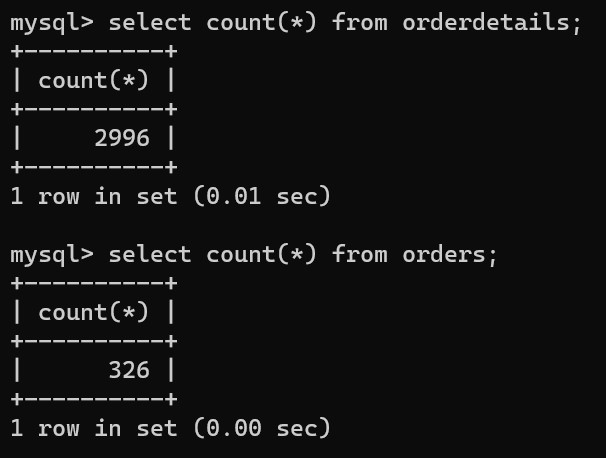 mysql> select count(*) from orderdetails;
+----------+
| count(*) |
+----------+
|     2996 |
+----------+
1 row in set (0.01 sec)

mysql> select count(*) from orders;
+----------+
| count(*) |
+----------+
|      326 |
+----------+
1 row in set (0.00 sec)